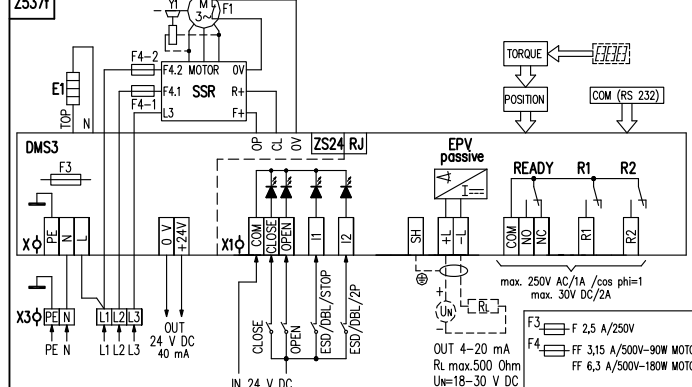 Z537Y
Y1
M
3~
F1
F4-2
F4.2 MOTOR 0V
F4.1 SSR R+
L3 F+
F4-1
E1
TOP N
OP CL 0V
TORQUE
POSITION
COM (RS 232)
DMS3
ZS24 RJ
EPV
passive
F3
I
READY R1 R2
X
PE N L
0 V
+24V
X1
COM CLOSE OPEN I1 I2
SH
+L -L
COM NO NC R1 R2
X3
PE N
L1 L2 L3
PE N L1 L2 L3
OUT
24 V DC
40 mA
CLOSE
OPEN
ESD/DBL/STOP
ESD/DBL/2P
IN 24 V DC
+
UN
-
RL
OUT 4-20 mA
RL max.500 Ohm
UN=18-30 V DC
max. 250V AC/1A /cos phi=1
max. 30V DC/2A
F3 F 2,5 A/250V
F4 FF 3,15 A/500V-90W MOTO
FF 6,3 A/500V-180W MOTO